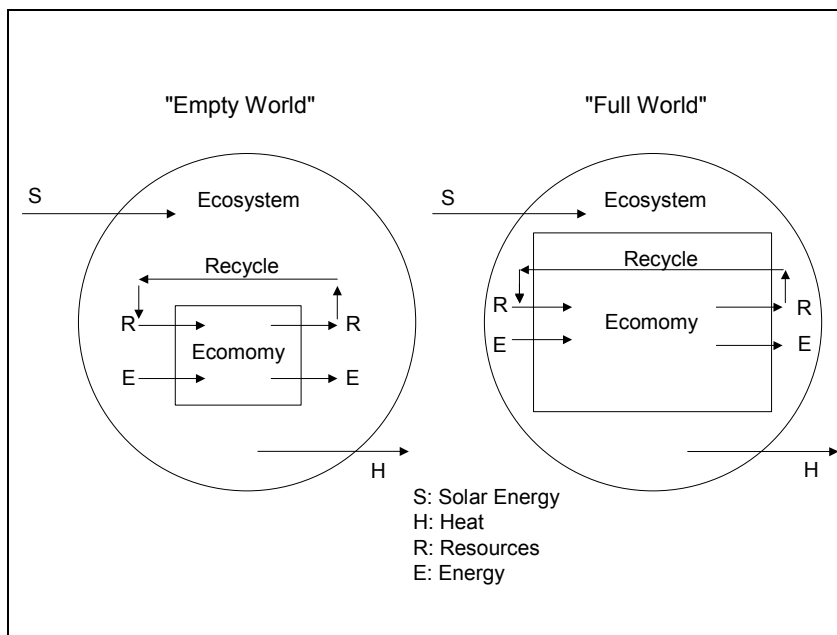 "Empty World"
S
Ecosystem
Recycle
R
R
Ecomomy
E
E
H
"Full World"
S
Ecosystem
Recycle
R
R
Ecomomy
E
E
H
S: Solar Energy
H: Heat
R: Resources
E: Energy